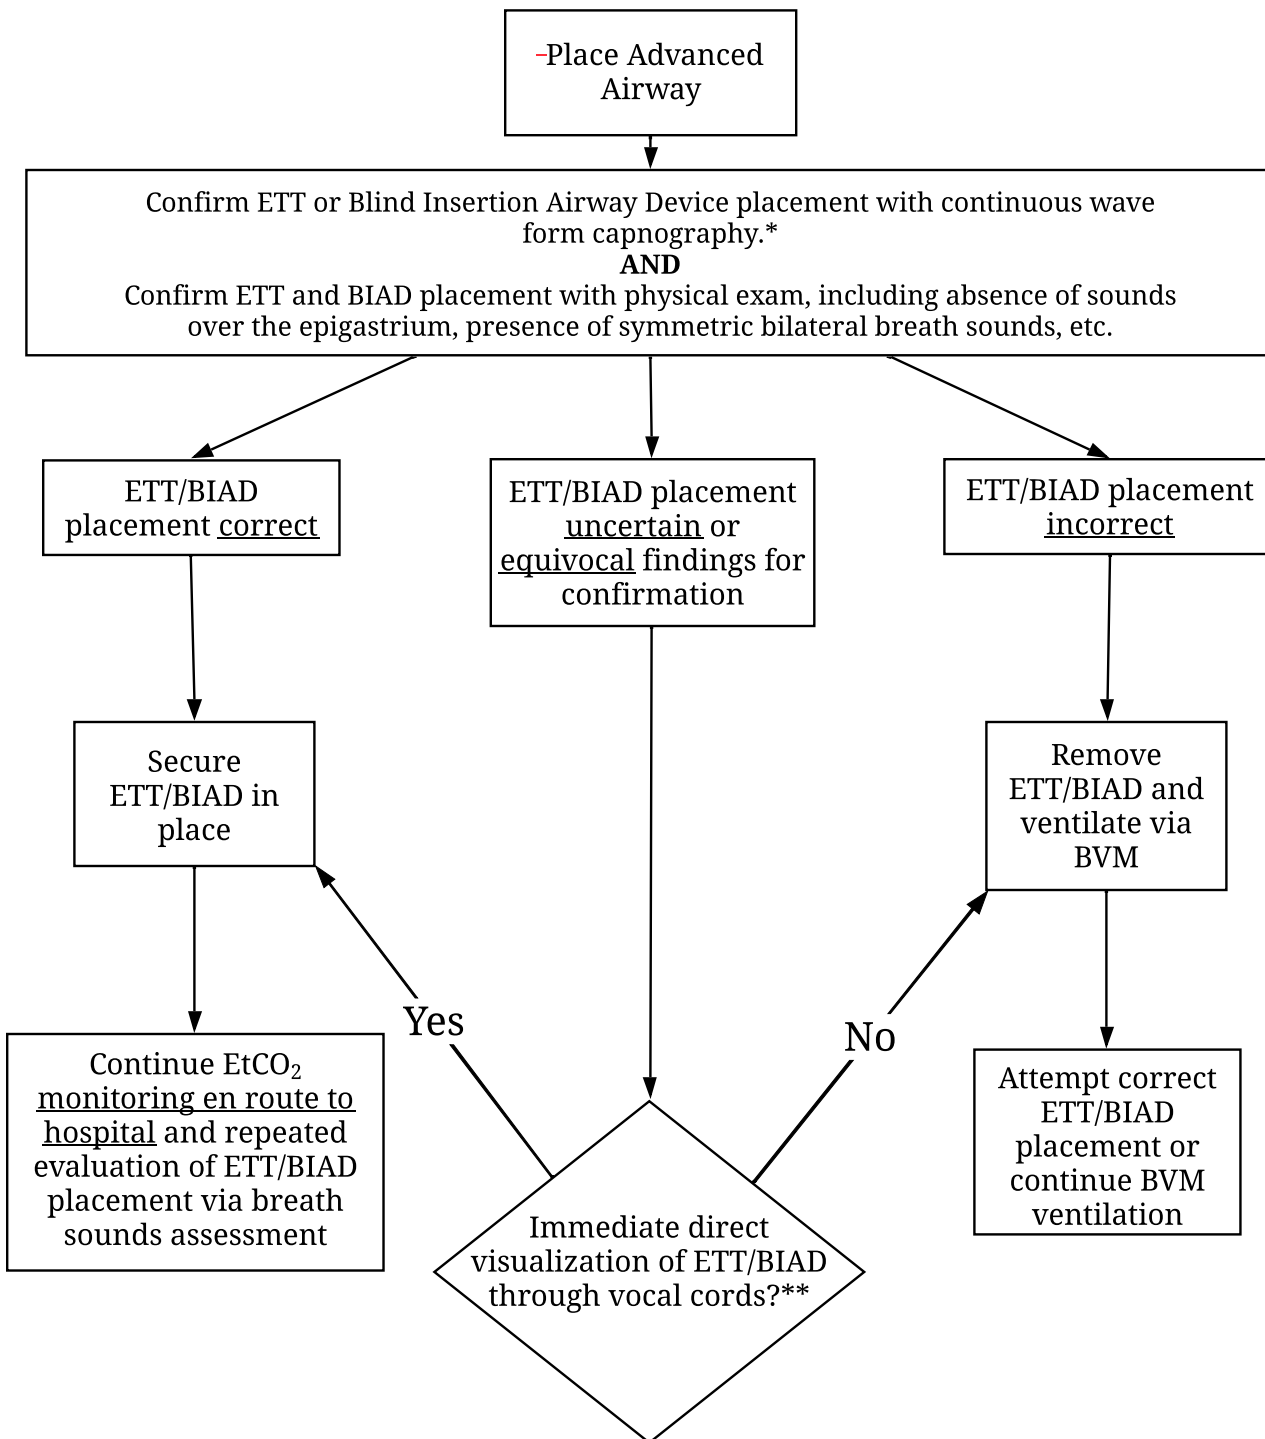 –Place Advanced
Airway
Confirm ETT or Blind Insertion Airway Device placement with continuous wave
form capnography.*
AND
Confirm ETT and BIAD placement with physical exam, including absence of sounds
over the epigastrium, presence of symmetric bilateral breath sounds, etc.
ETT/BIAD
placement correct
ETT/BIAD placement
uncertain or
equivocal findings for
confirmation
ETT/BIAD placement
incorrect
Secure
ETT/BIAD in
place
Remove
ETT/BIAD and
ventilate via
BVM
Yes
No
Continue EtCO₂
monitoring en route to
hospital and repeated
evaluation of ETT/BIAD
placement via breath
sounds assessment
Immediate direct
visualization of ETT/BIAD
through vocal cords?**
Attempt correct
ETT/BIAD
placement or
continue BVM
ventilation